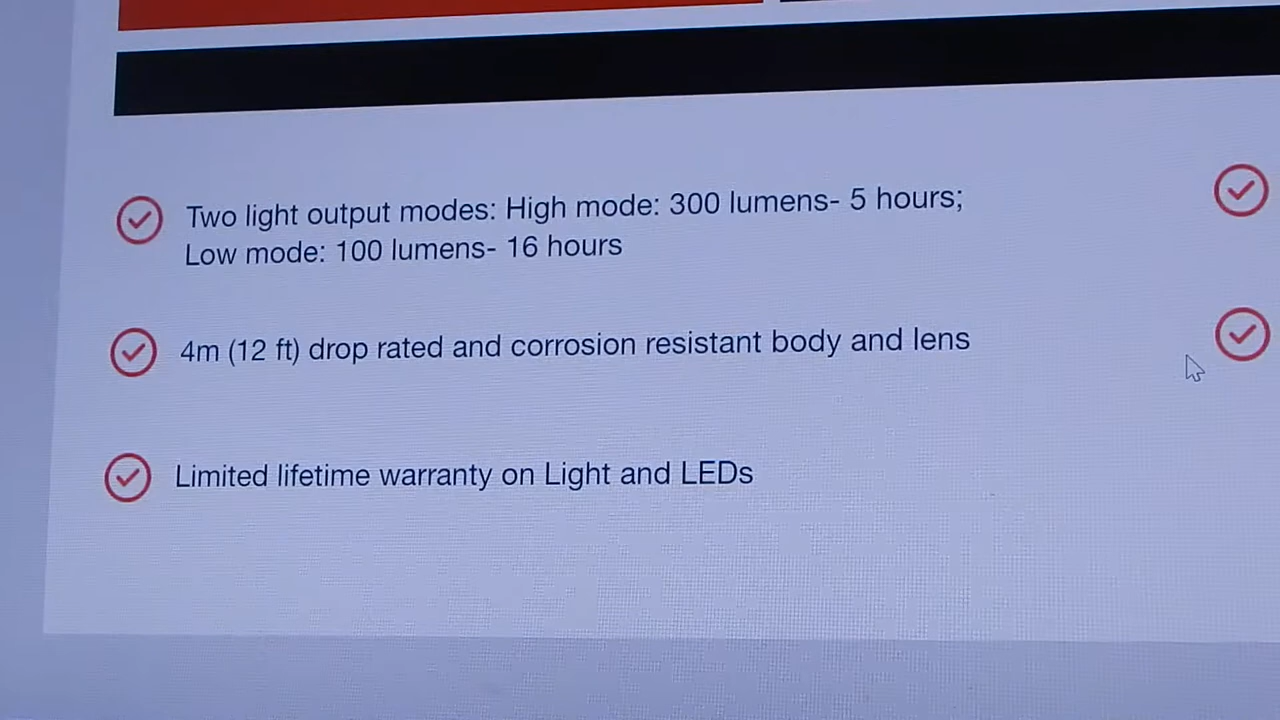 Two light output modes: High mode: 300 lumens- 5 hours;
Low mode: 100 lumens- 16 hours
4m (12 ft) drop rated and corrosion resistant body and lens
Limited lifetime warranty on Light and LEDs